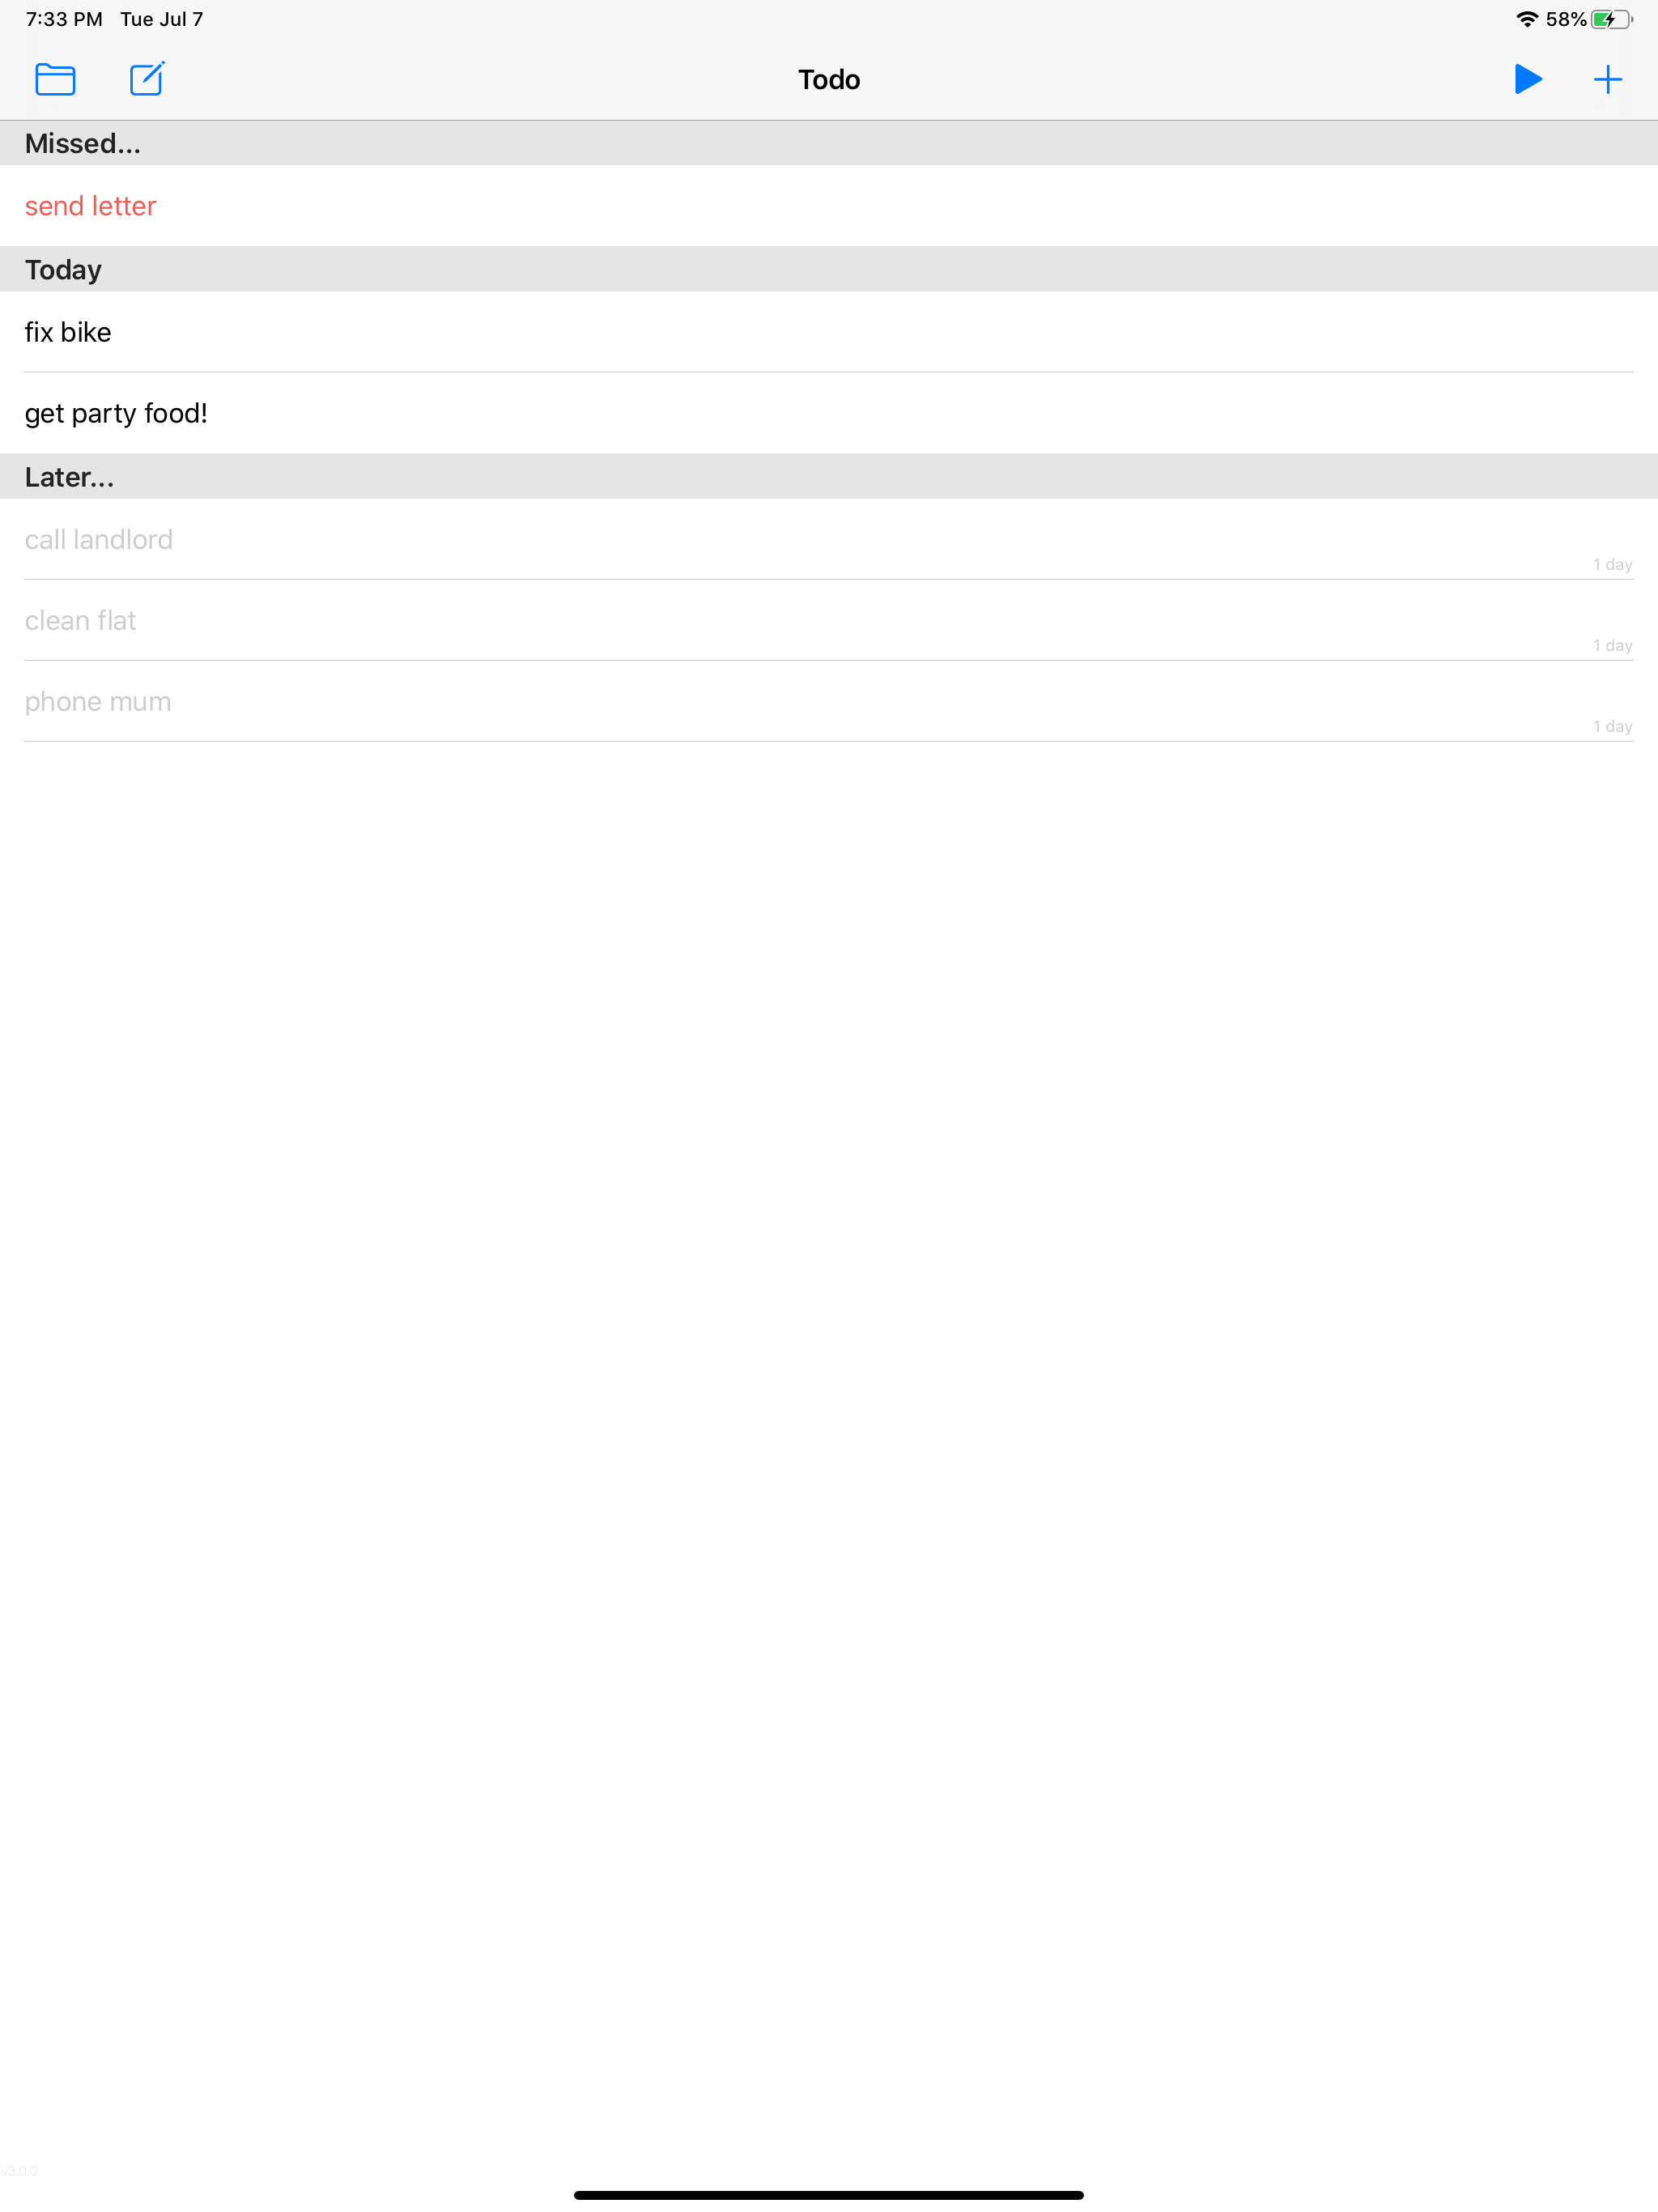 7:33 PM Tue Jul 7 58%
Todo
Missed...
send letter
Today
fix bike
get party food!
Later...
call landlord
1 day
clean flat
1 day
phone mum
1 day
v3.0.0